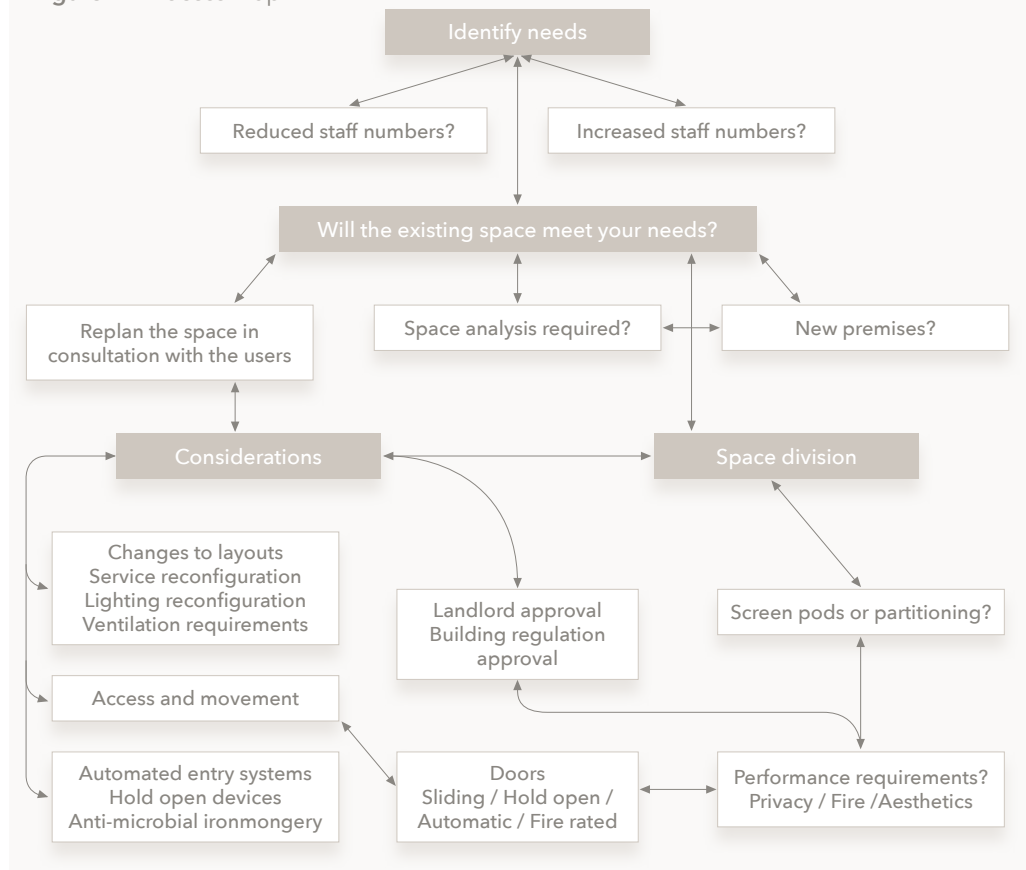 Identify needs
Reduced staff numbers?
Increased staff numbers?
Will the existing space meet your needs?
Replan the space in
consultation with the users
Space analysis required?
New premises?
Considerations
Space division
Changes to layouts
Service reconfiguration
Lighting reconfiguration
Ventilation requirements
Landlord approval
Building regulation
approval
Screen pods or partitioning?
Access and movement
Automated entry systems
Hold open devices
Anti-microbial ironmongery
Doors
Sliding / Hold open /
Automatic / Fire rated
Performance requirements?
Privacy / Fire /Aesthetics